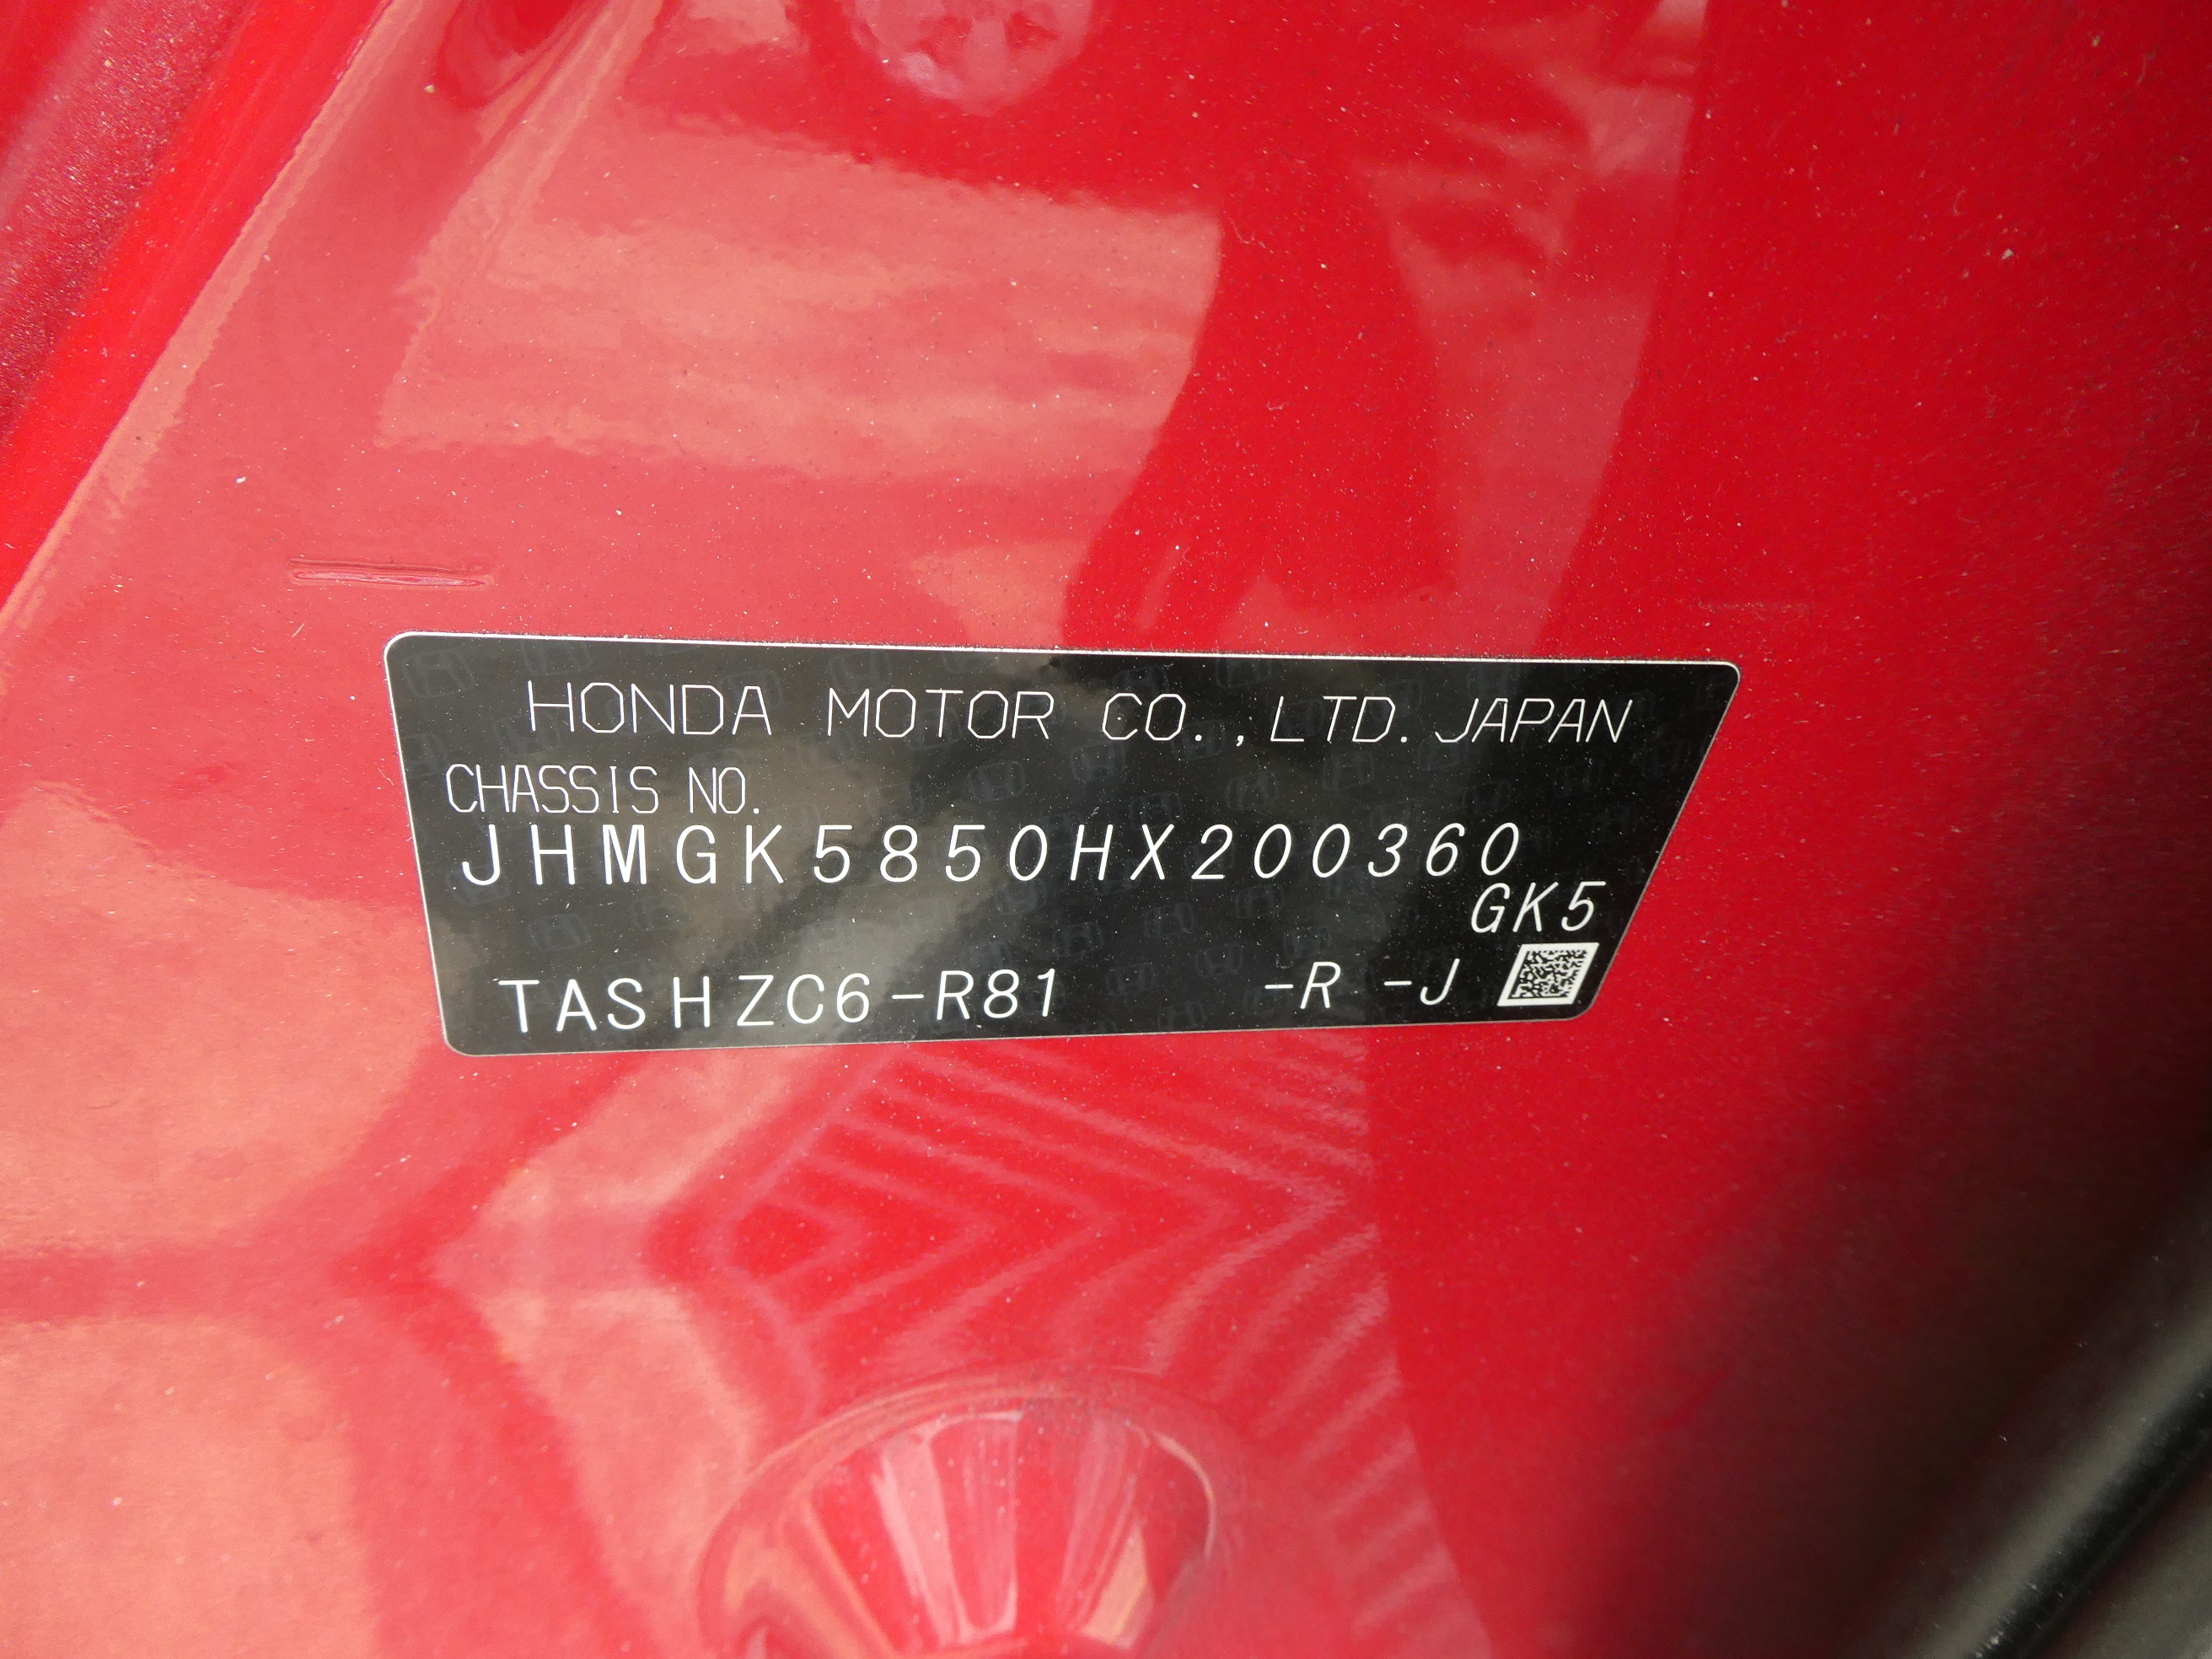 HONDA MOTOR CO.,LTD. JAPAN
CHASSIS NO.
JHMGK5850HX200360
GK5
TASHZC6-R81 -R -J